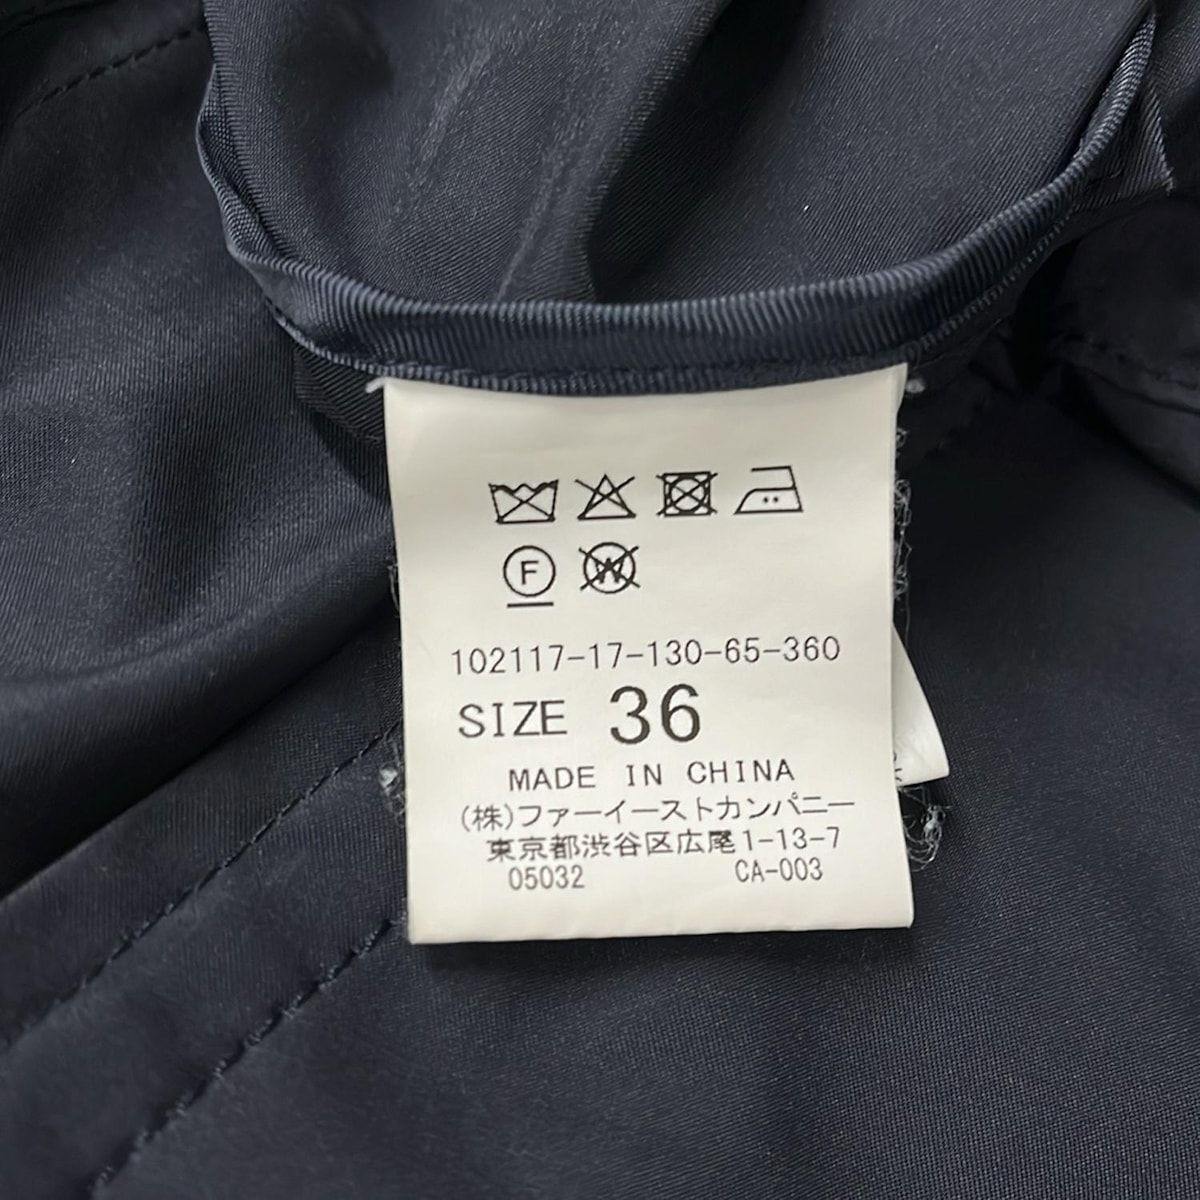 F W
102117-17-130-65-360
SIZE 36
MADE IN CHINA
(株)ファーイーストカンパニー
東京都渋谷区広尾1-13-7
05032 CA-003